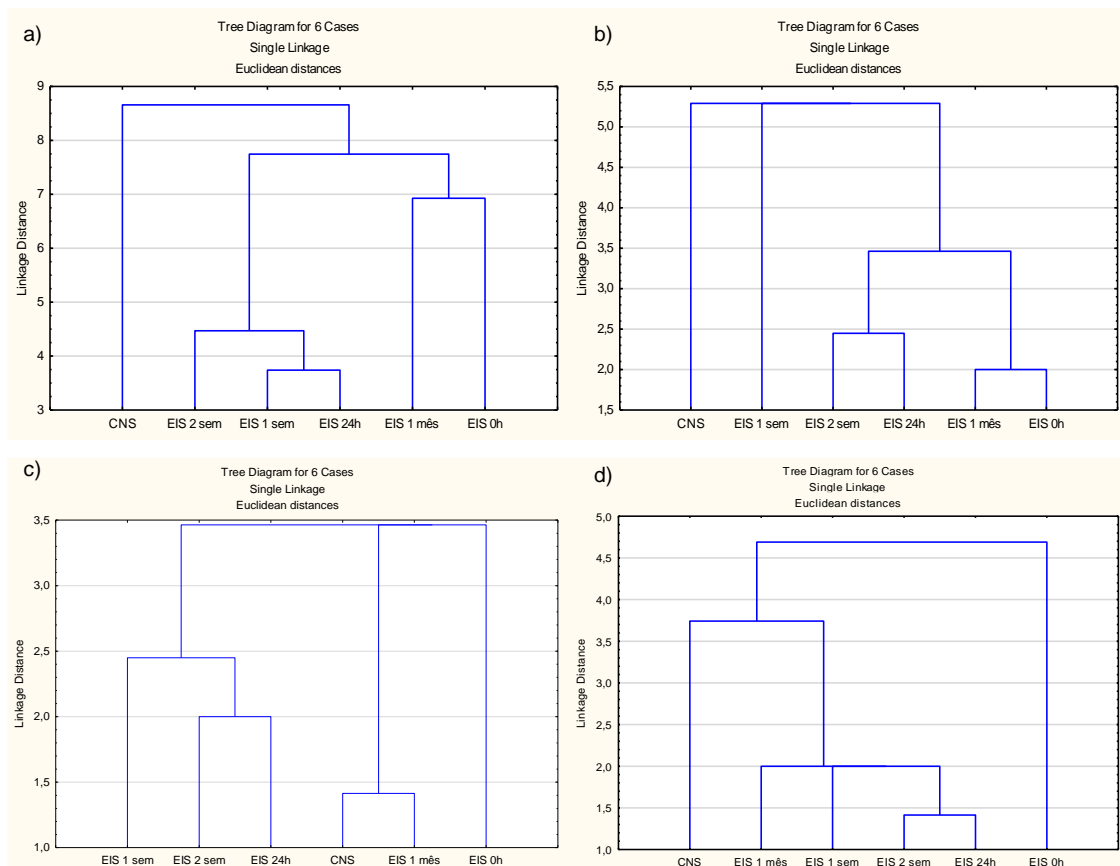 a)
Tree Diagram for 6 Cases
Single Linkage
Euclidean distances
9
8
7
6
5
4
3
Linkage Distance
CNS EIS 2 sem EIS 1 sem EIS 24h EIS 1 mês EIS 0h
b)
Tree Diagram for 6 Cases
Single Linkage
Euclidean distances
5,5
5,0
4,5
4,0
3,5
3,0
2,5
2,0
1,5
Linkage Distance
CNS EIS 1 sem EIS 2 sem EIS 24h EIS 1 mês EIS 0h
c)
Tree Diagram for 6 Cases
Single Linkage
Euclidean distances
3,5
3,0
2,5
2,0
1,5
1,0
Linkage Distance
EIS 1 sem EIS 2 sem EIS 24h CNS EIS 1 mês EIS 0h
d)
Tree Diagram for 6 Cases
Single Linkage
Euclidean distances
5,0
4,5
4,0
3,5
3,0
2,5
2,0
1,5
1,0
Linkage Distance
CNS EIS 1 mês EIS 1 sem EIS 2 sem EIS 24h EIS 0h